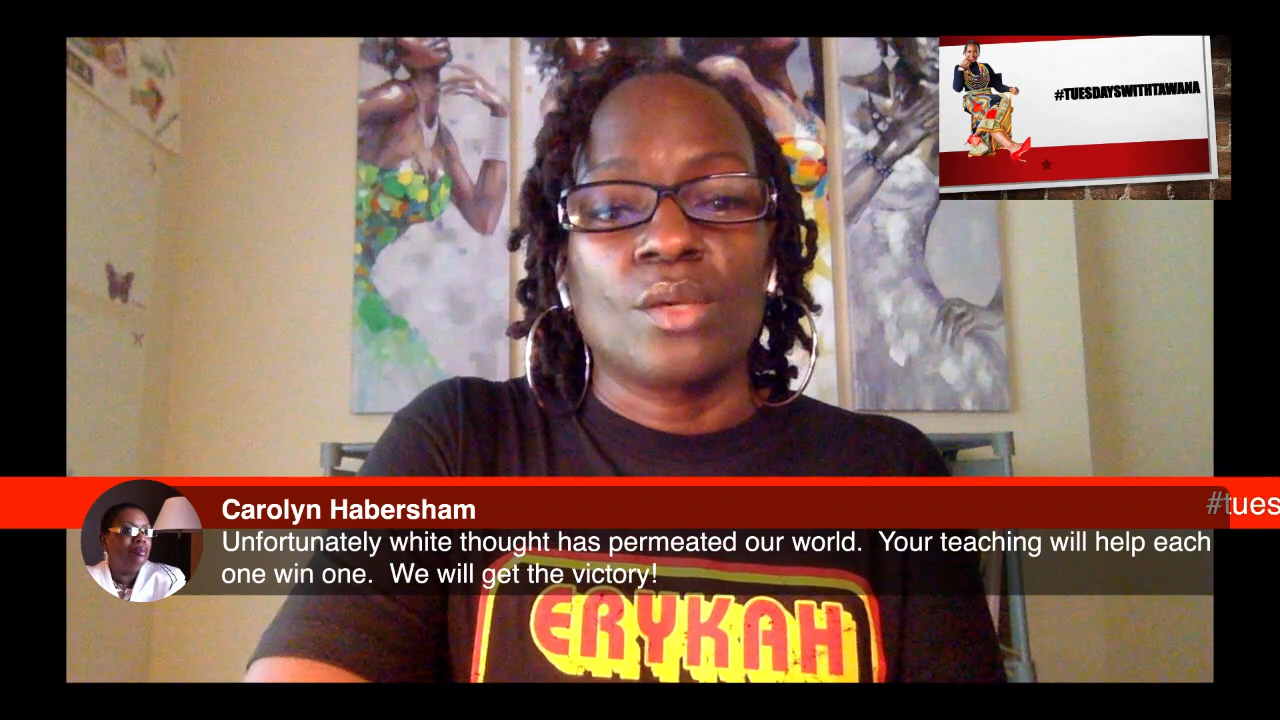 #TUESDAYSWITHTAWANA
#tues
Carolyn Habersham
Unfortunately white thought has permeated our world.  Your teaching will help each
one win one.  We will get the victory!
ERYKAH